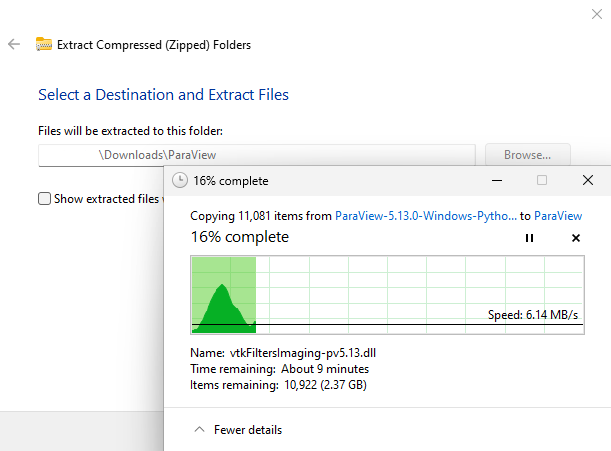 Extract Compressed (Zipped) Folders
Select a Destination and Extract Files
Files will be extracted to this folder:
\Downloads\ParaView
Browse...
Show extracted files
16% complete
Copying 11,081 items from ParaView-5.13.0-Windows-Pytho... to ParaView
16% complete
Speed: 6.14 MB/s
Name: vtkFiltersImaging-pv5.13.dll
Time remaining: About 9 minutes
Items remaining: 10,922 (2.37 GB)
Fewer details